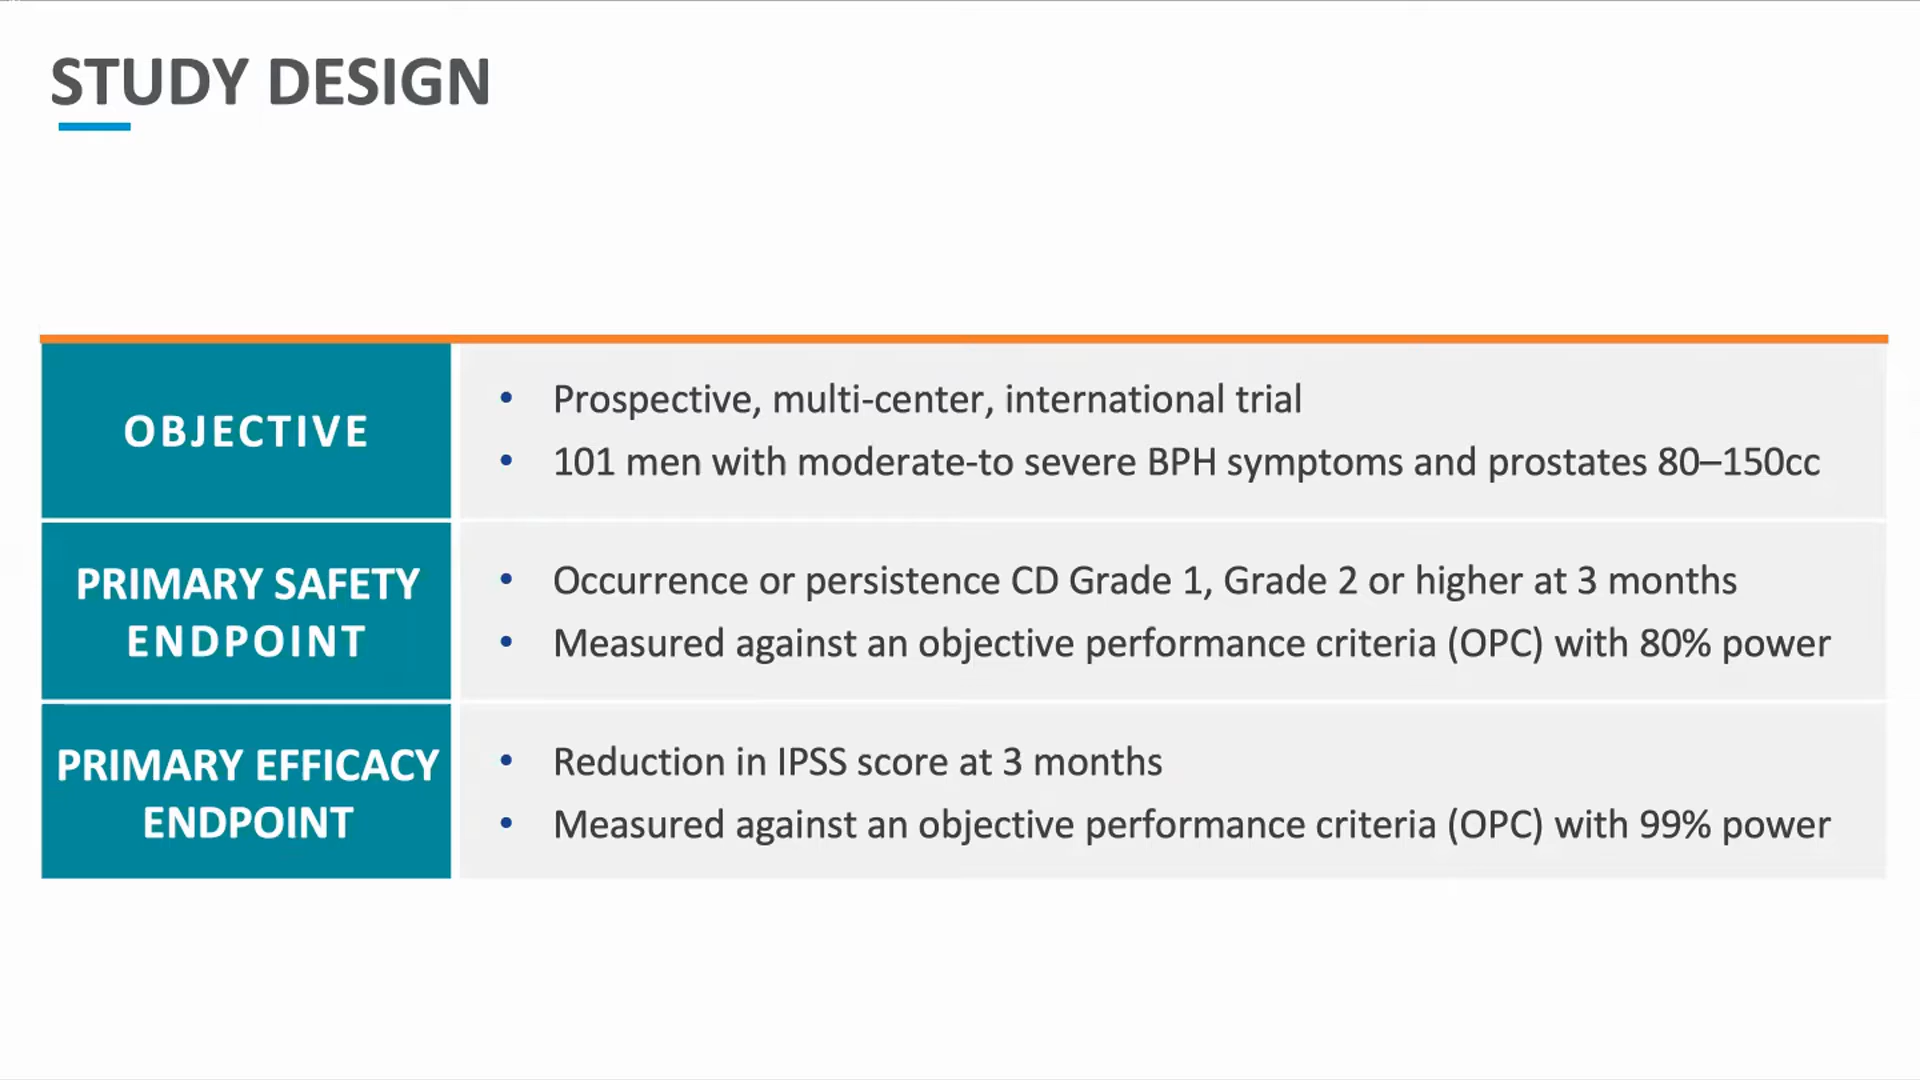 STUDY DESIGN
OBJECTIVE
• Prospective, multi-center, international trial
• 101 men with moderate-to severe BPH symptoms and prostates 80–150cc
PRIMARY SAFETY
ENDPOINT
• Occurrence or persistence CD Grade 1, Grade 2 or higher at 3 months
• Measured against an objective performance criteria (OPC) with 80% power
PRIMARY EFFICACY
ENDPOINT
• Reduction in IPSS score at 3 months
• Measured against an objective performance criteria (OPC) with 99% power